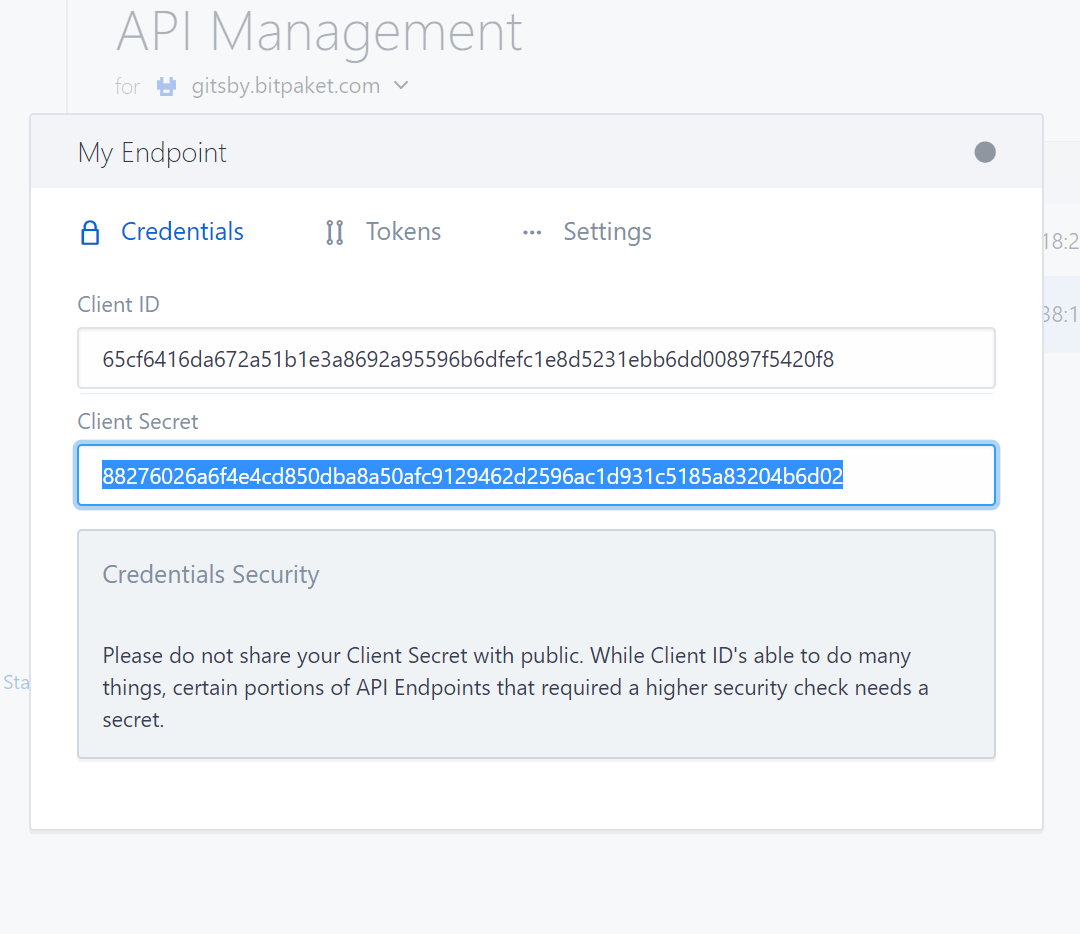 API Management
for gitsby.bitpaket.com
My Endpoint
Credentials Tokens Settings
18:2
Client ID
38:1
65cf6416da672a51b1e3a8692a95596b6dfefc1e8d5231ebb6dd00897f5420f8
Client Secret
88276026a6f4e4cd850dba8a50afc9129462d2596ac1d931c5185a83204b6d02
Credentials Security
Please do not share your Client Secret with public. While Client ID's able to do many
things, certain portions of API Endpoints that required a higher security check needs a
secret.
Sta